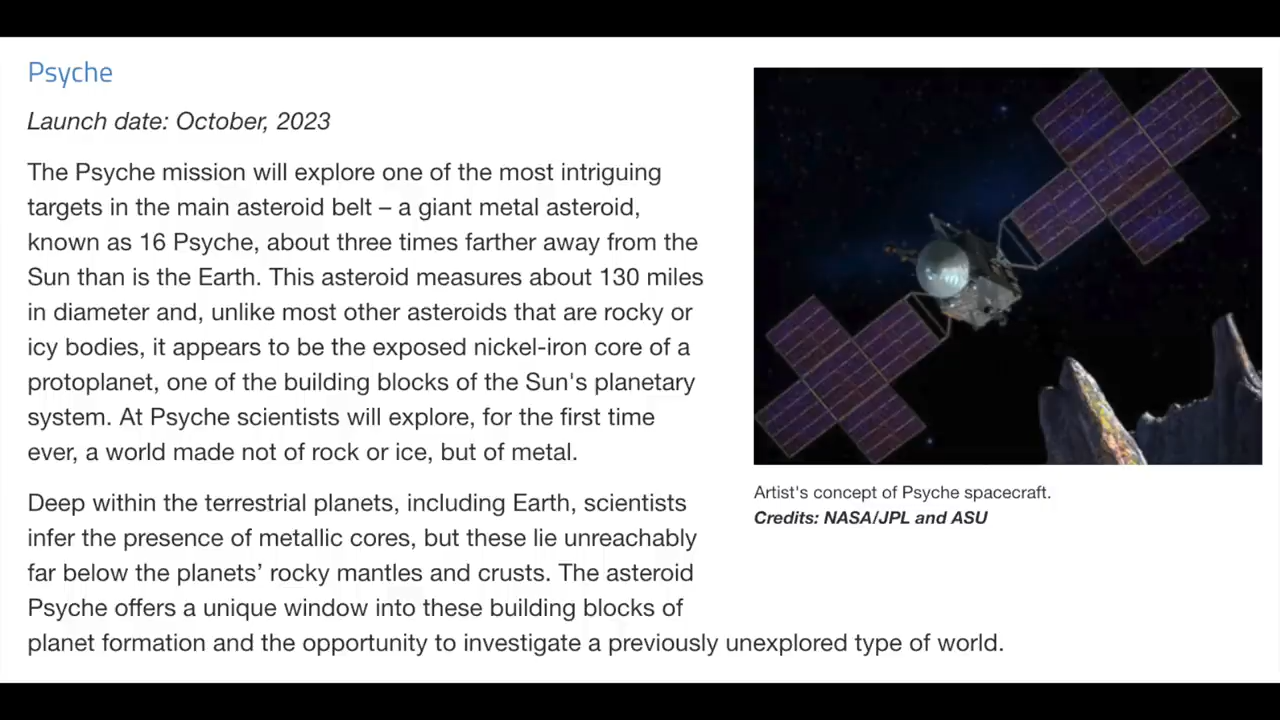 Psyche
Launch date: October, 2023
The Psyche mission will explore one of the most intriguing
targets in the main asteroid belt – a giant metal asteroid,
known as 16 Psyche, about three times farther away from the
Sun than is the Earth. This asteroid measures about 130 miles
in diameter and, unlike most other asteroids that are rocky or
icy bodies, it appears to be the exposed nickel-iron core of a
protoplanet, one of the building blocks of the Sun's planetary
system. At Psyche scientists will explore, for the first time
ever, a world made not of rock or ice, but of metal.
Deep within the terrestrial planets, including Earth, scientists
infer the presence of metallic cores, but these lie unreachably
far below the planets’ rocky mantles and crusts. The asteroid
Psyche offers a unique window into these building blocks of
planet formation and the opportunity to investigate a previously unexplored type of world.
Artist's concept of Psyche spacecraft.
Credits: NASA/JPL and ASU